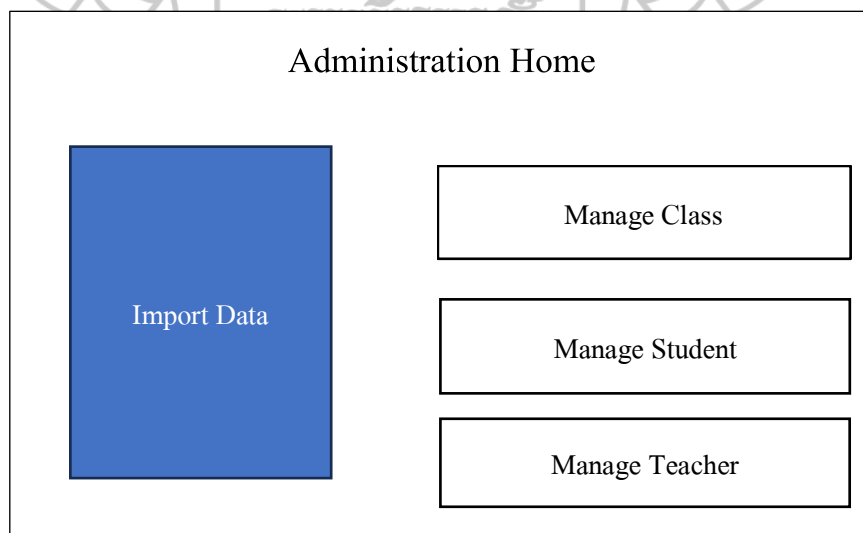 Administration Home
Import Data
Manage Class
Manage Student
Manage Teacher